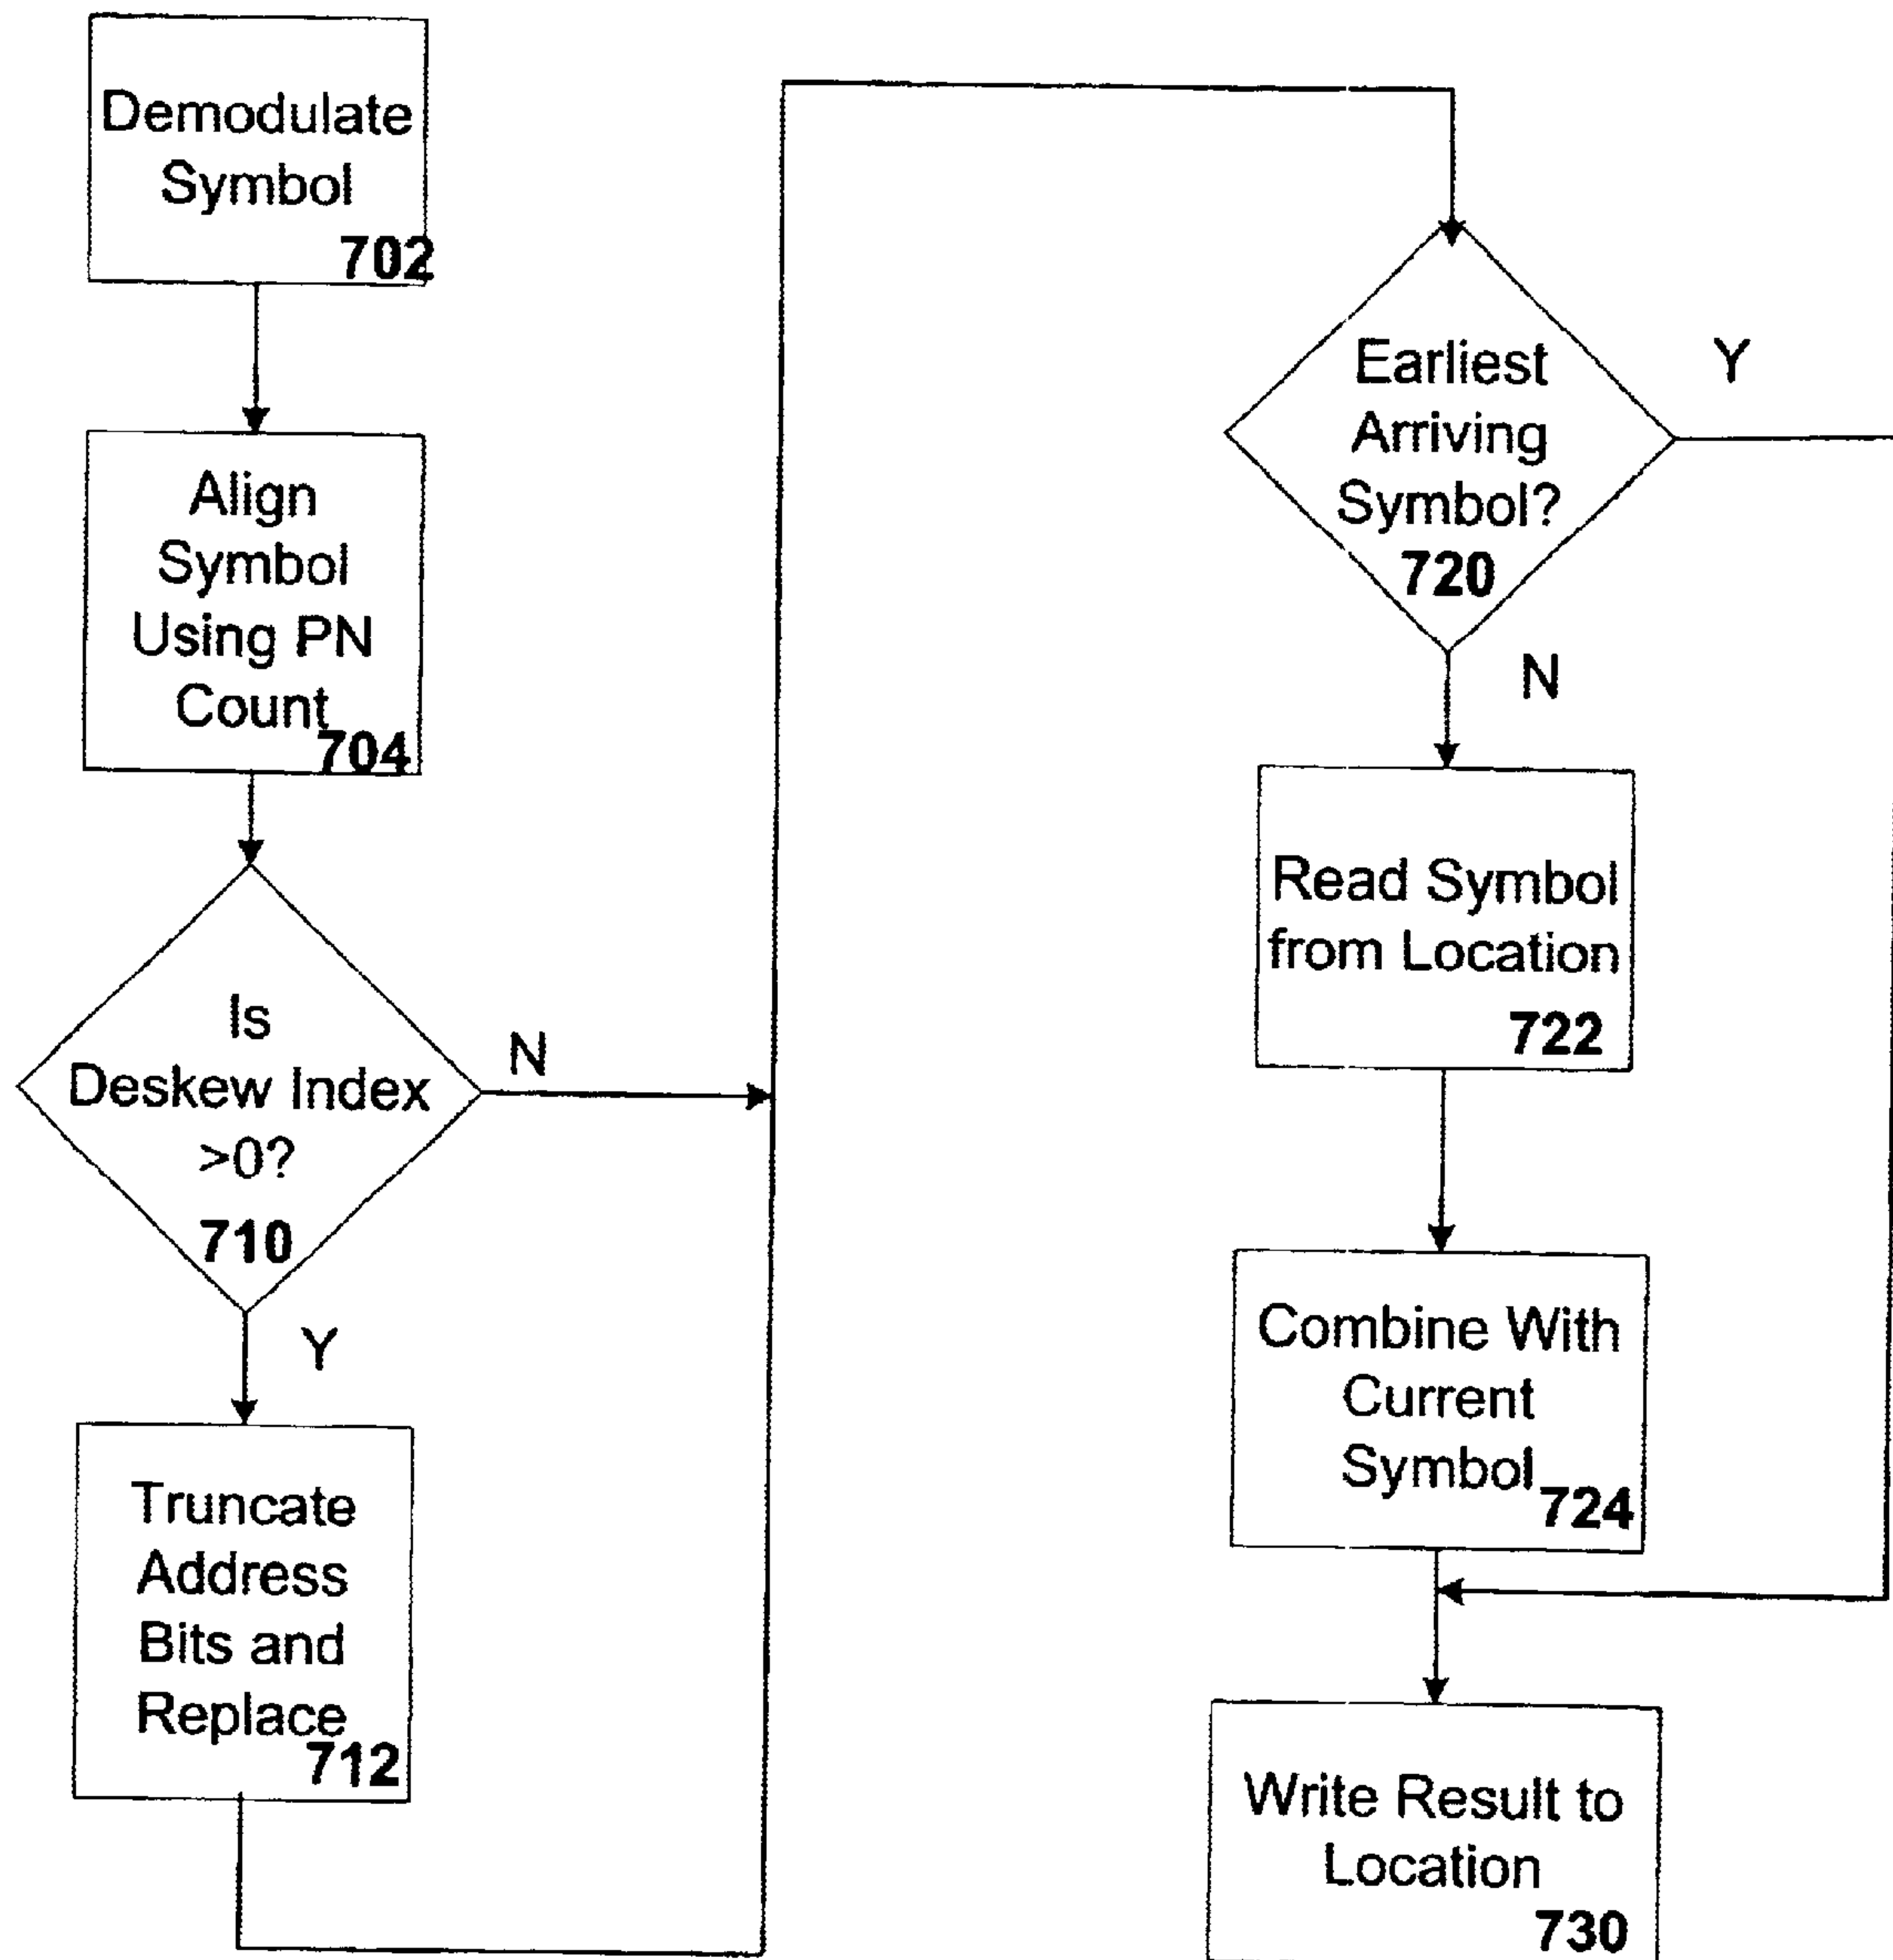 Demodulate
Symbol
702
Align
Symbol
Using PN
Count
704
Is
Deskew Index
>0?
710
N
Y
Truncate
Address
Bits and
Replace
712
Earliest
Arriving
Symbol?
720
Y
N
Read Symbol
from Location
722
Combine With
Current
Symbol
724
Write Result to
Location
730